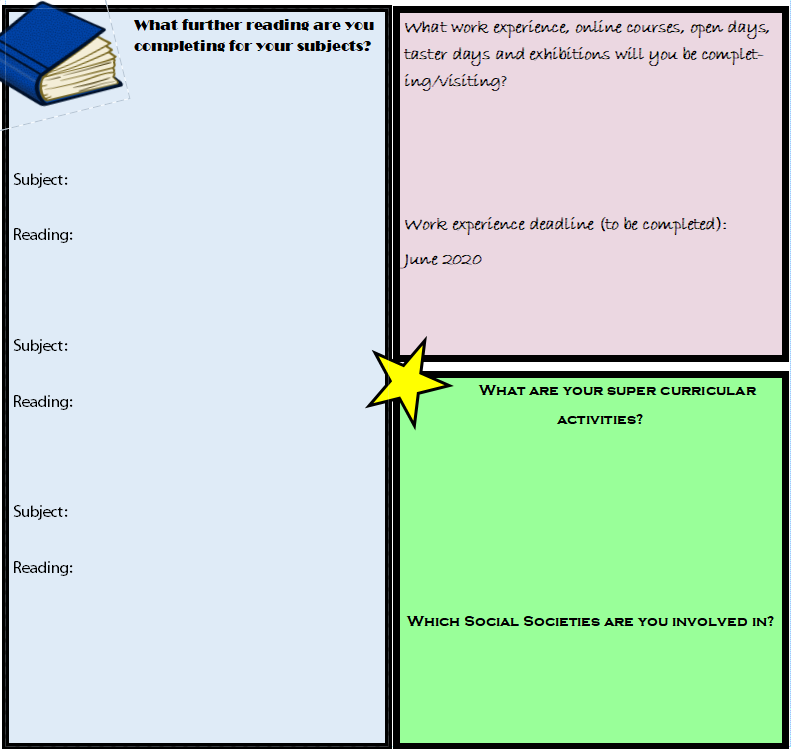 What further reading are you
completing for your subjects?
Subject:
Reading:
Subject:
Reading:
Subject:
Reading:
What work experience, online courses, open days,
taster days and exhibitions will you be complet-
ing/visiting?
Work experience deadline (to be completed):
June 2020
What are your super curricular
activities?
Which Social Societies are you involved in?